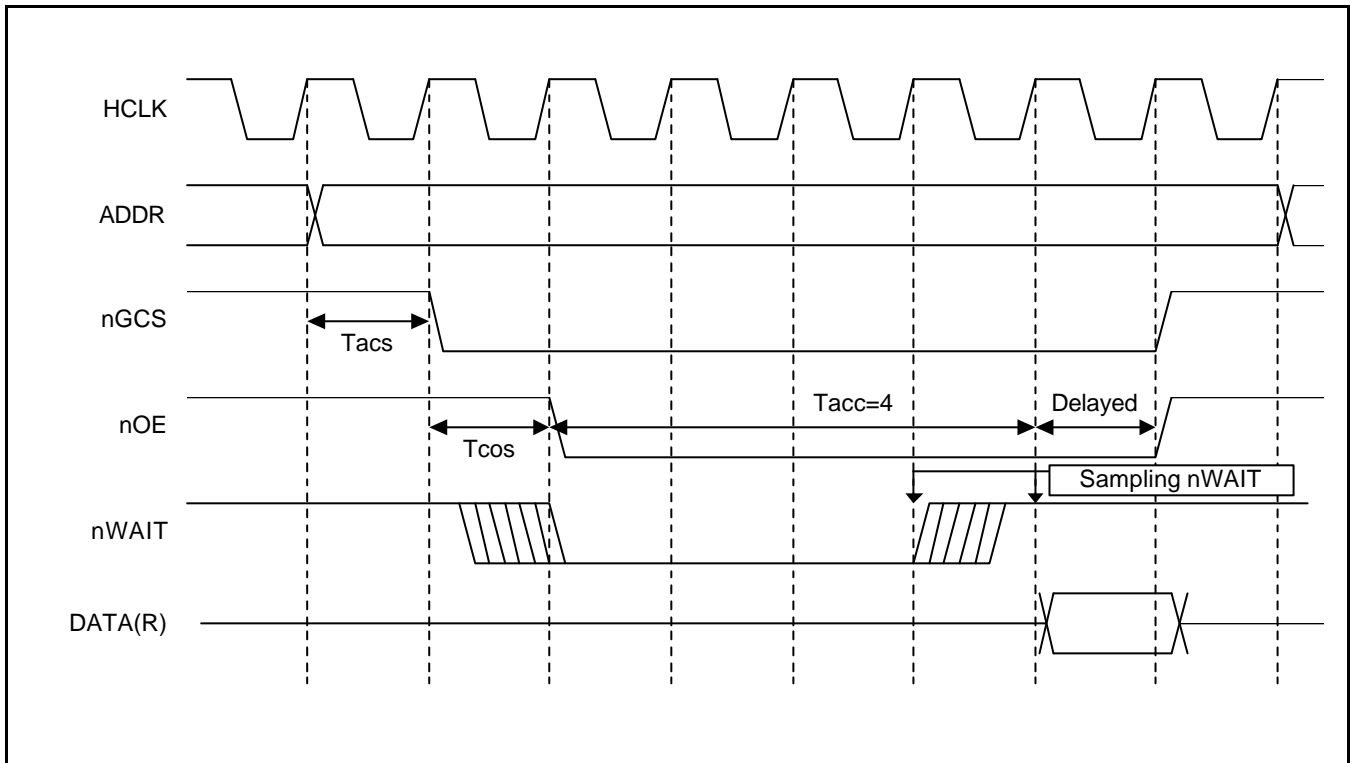 HCLK
ADDR
nGCS
Tacs
nOE
Tcos
Tacc=4
Delayed
Sampling nWAIT
nWAIT
DATA(R)